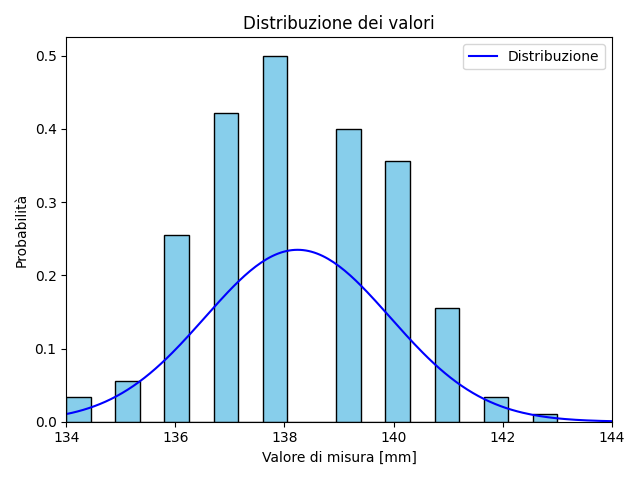 Distribuzione dei valori
Distribuzione
Probabilità
0.5
0.4
0.3
0.2
0.1
0.0
134 136 138 140 142 144
Valore di misura [mm]